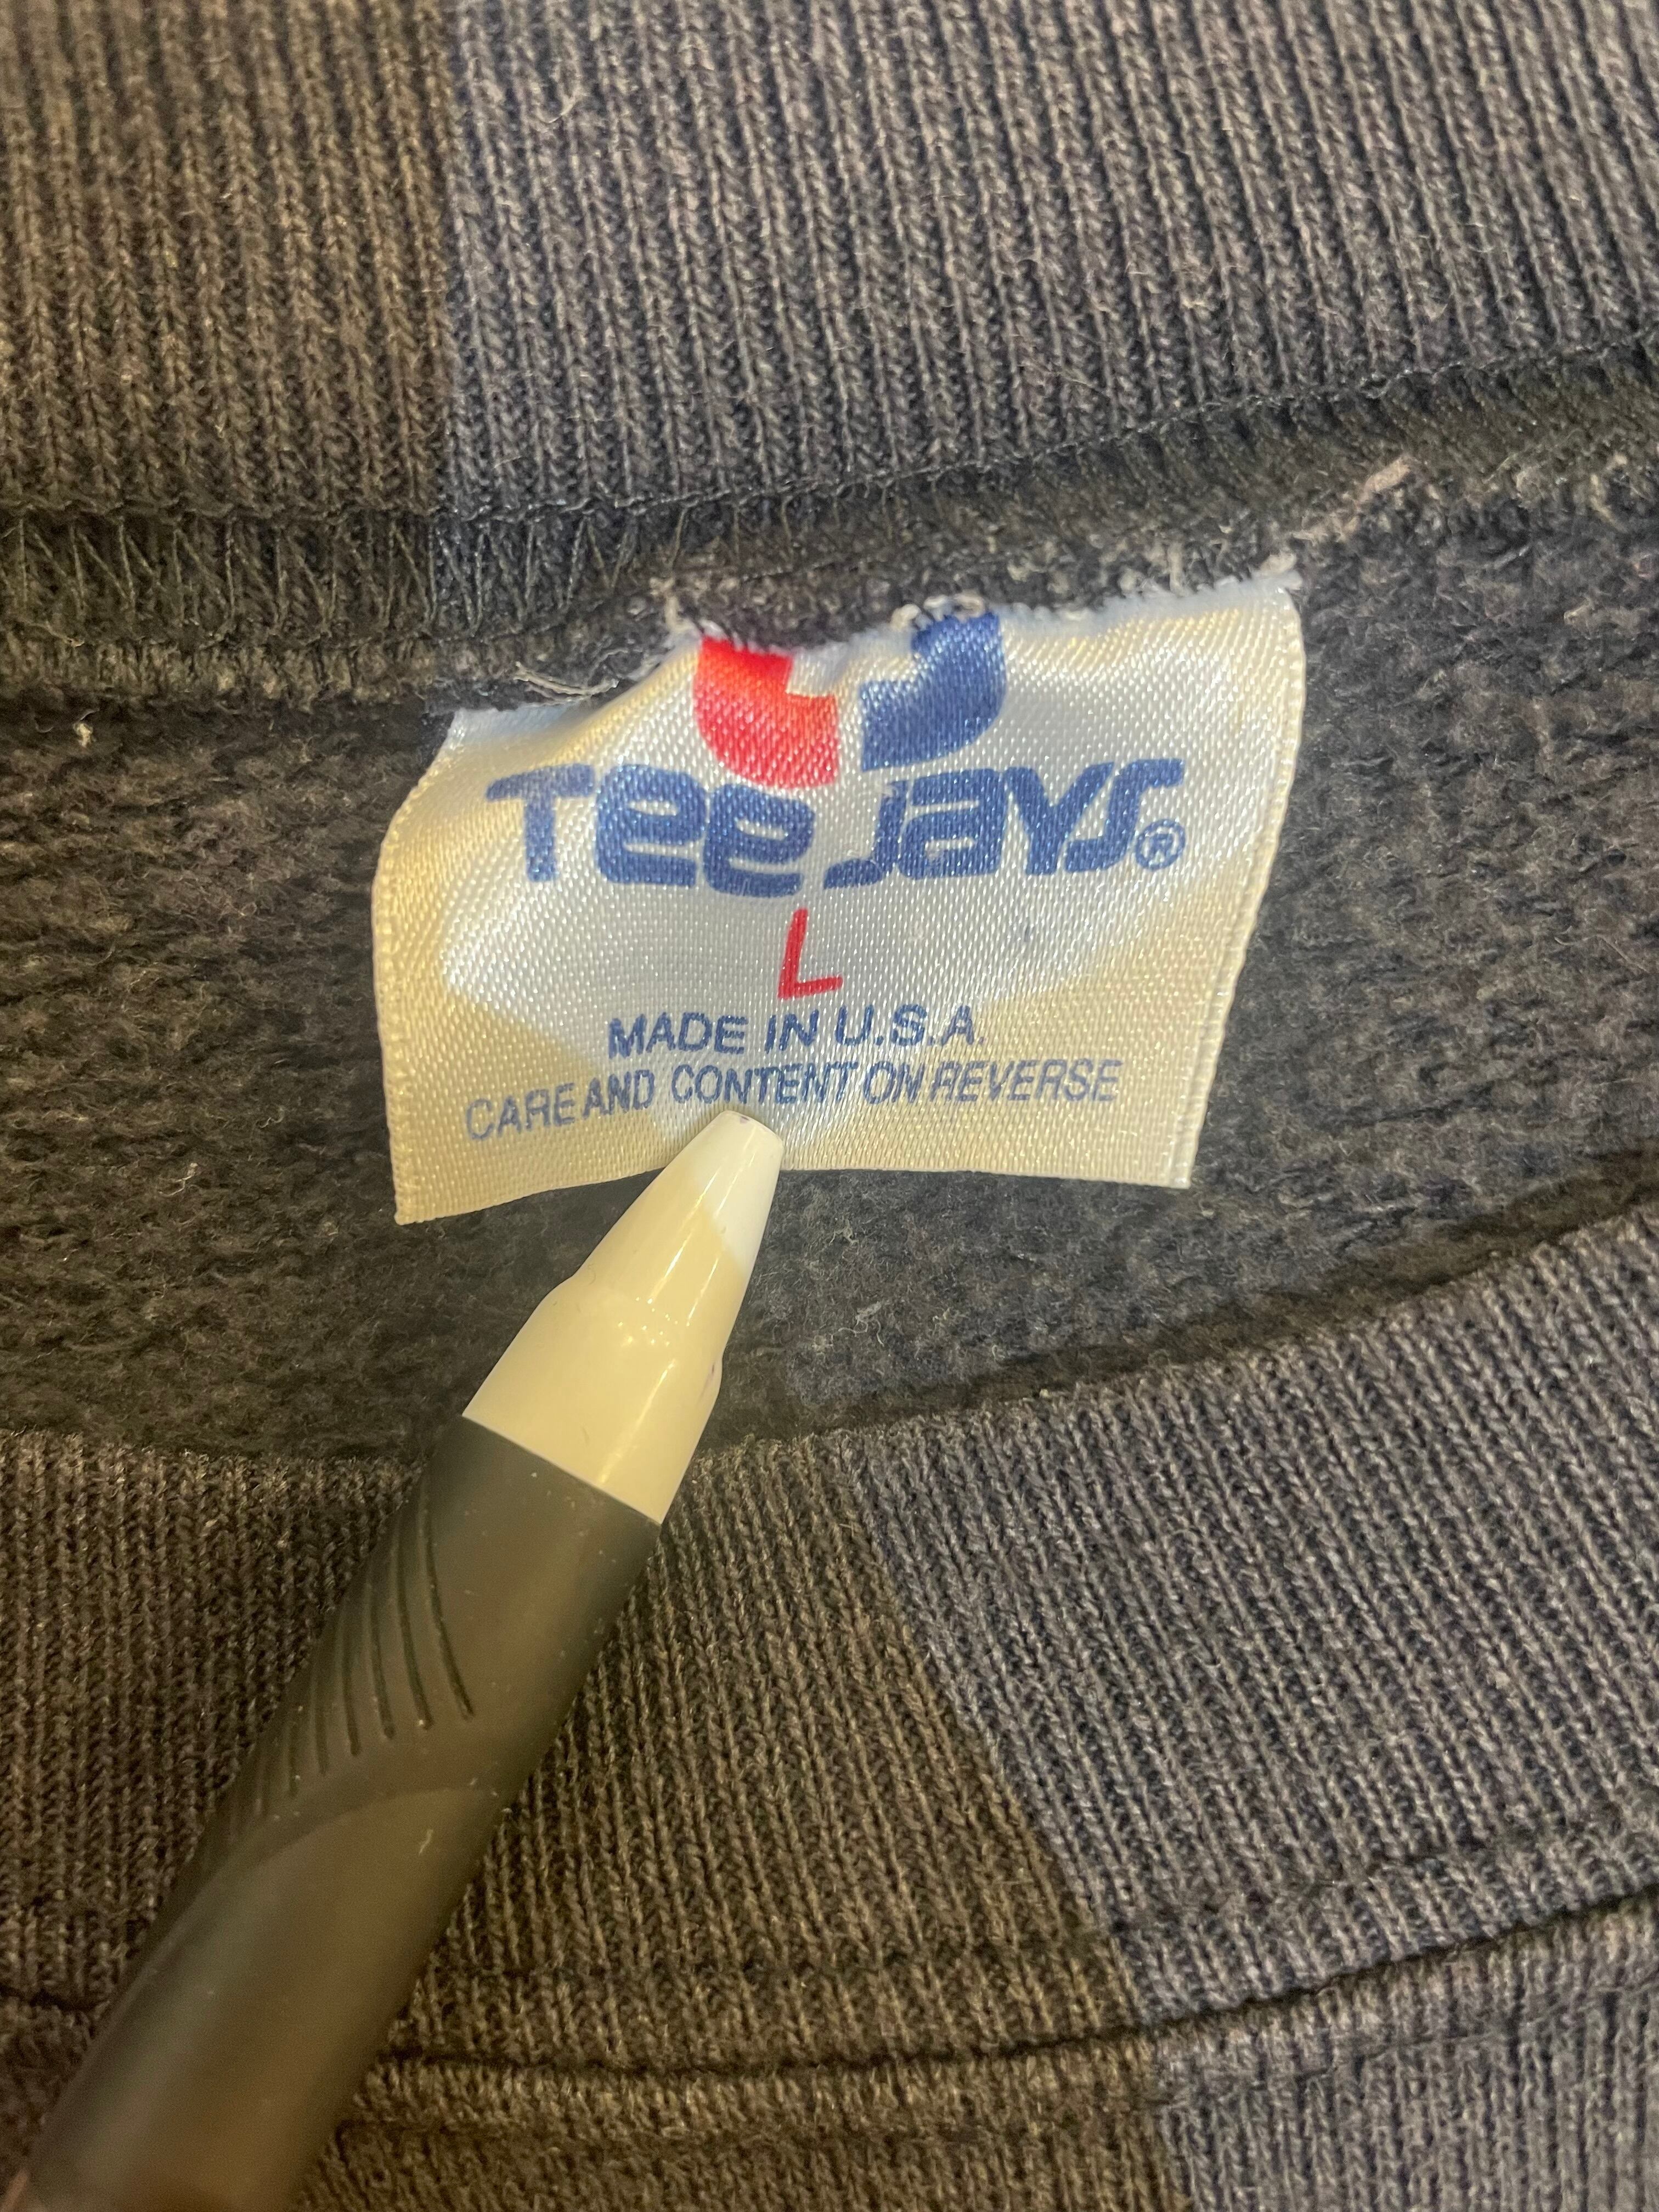 Tee Jays®
L
MADE IN U.S.A.
CARE AND CONTENT ON REVERSE